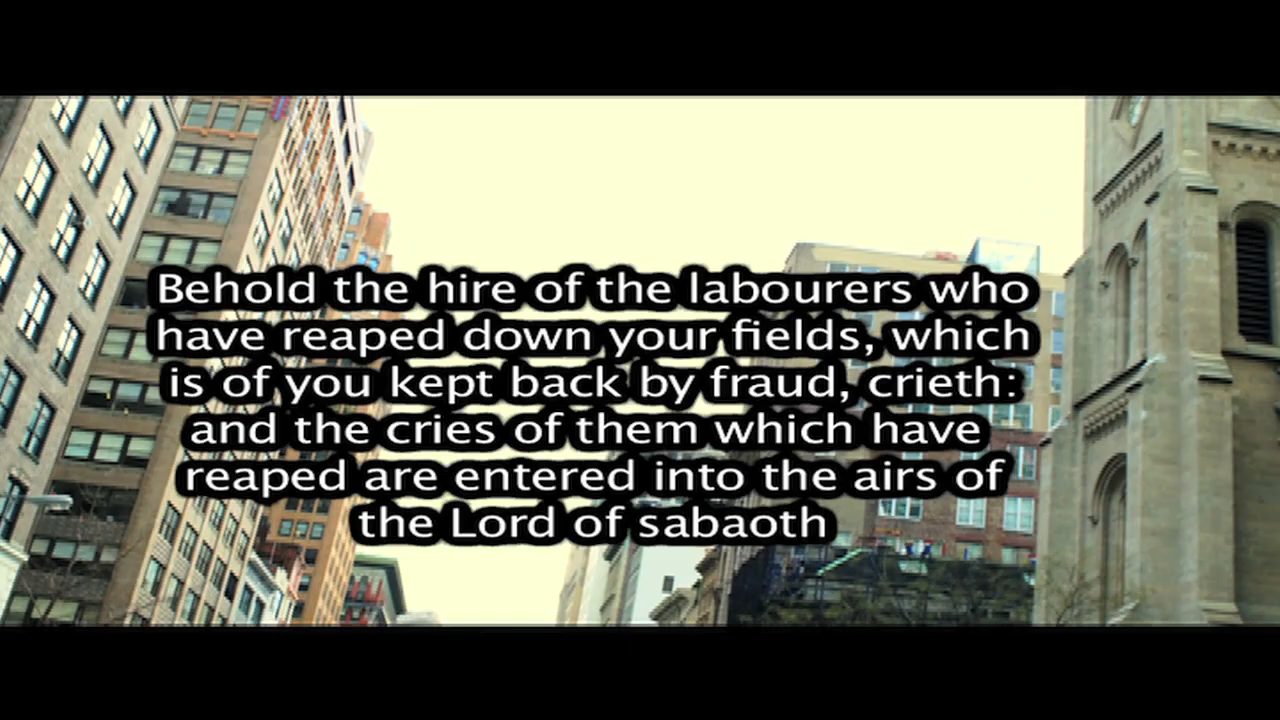 Behold the hire of the labourers who
have reaped down your fields, which
is of you kept back by fraud, crieth:
and the cries of them which have
reaped are entered into the airs of
the Lord of sabaoth